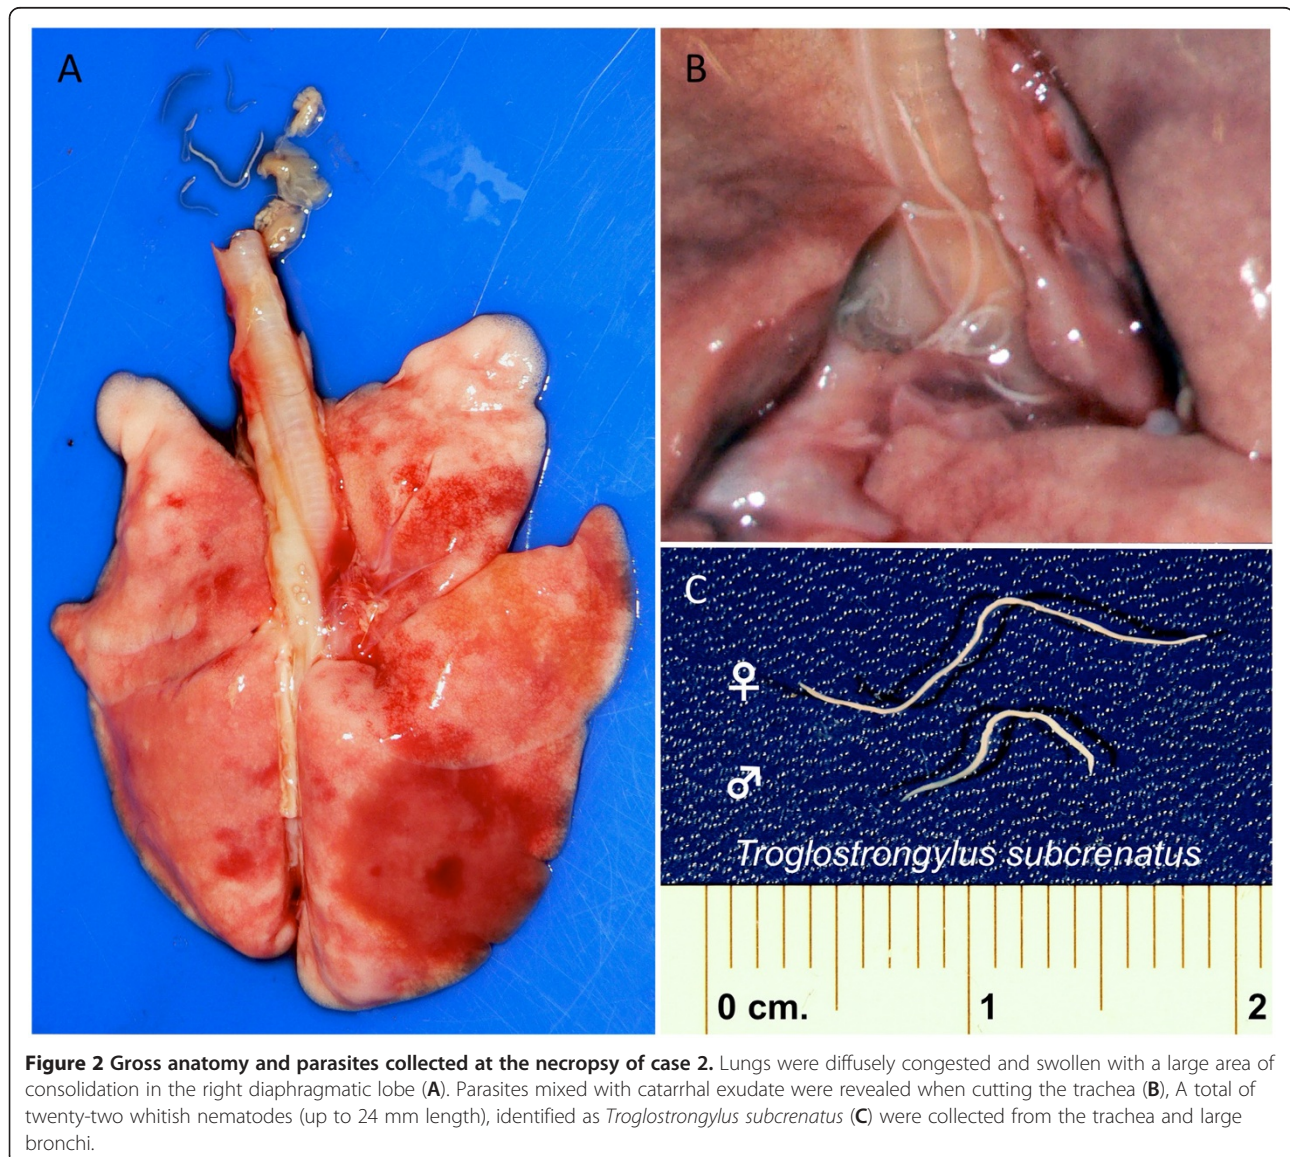 A
B
C
♀
♂
Troglostrongylus subcrenatus
0 cm. 1 2
Figure 2 Gross anatomy and parasites collected at the necropsy of case 2. Lungs were diffusely congested and swollen with a large area of
consolidation in the right diaphragmatic lobe (A). Parasites mixed with catarrhal exudate were revealed when cutting the trachea (B), A total of
twenty-two whitish nematodes (up to 24 mm length), identified as Troglostrongylus subcrenatus (C) were collected from the trachea and large
bronchi.